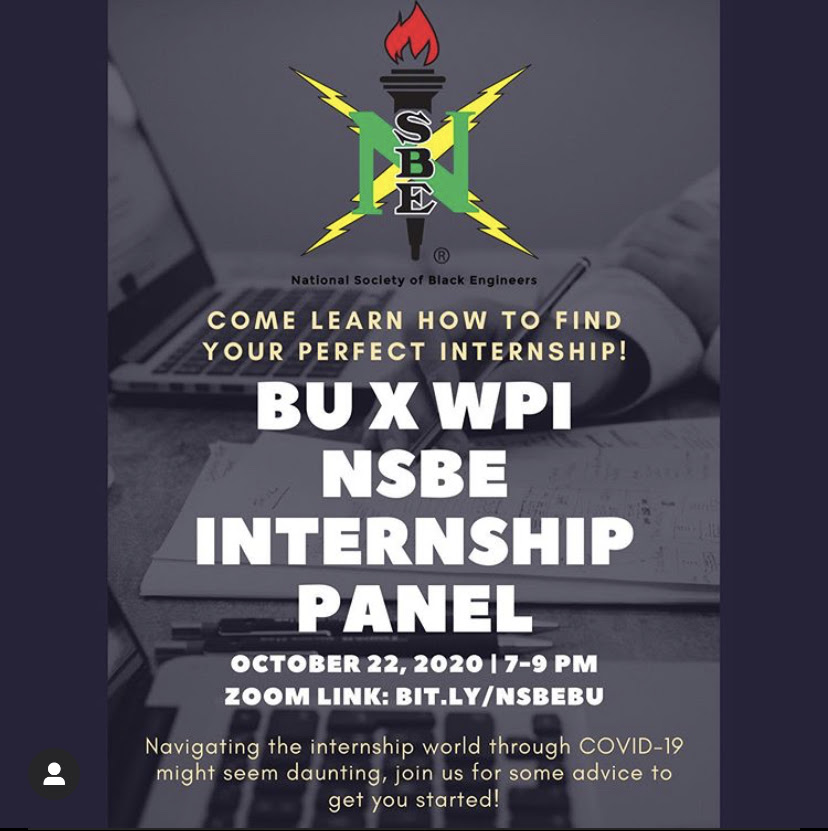 N
S
B
E
®
National Society of Black Engineers
COME LEARN HOW TO FIND
YOUR PERFECT INTERNSHIP!
BU X WPI
NSBE
INTERNSHIP
PANEL
OCTOBER 22, 2020 | 7-9 PM
ZOOM LINK: BIT.LY/NSBEBU
Navigating the internship world through COVID-19
might seem daunting, join us for some advice to
get you started!